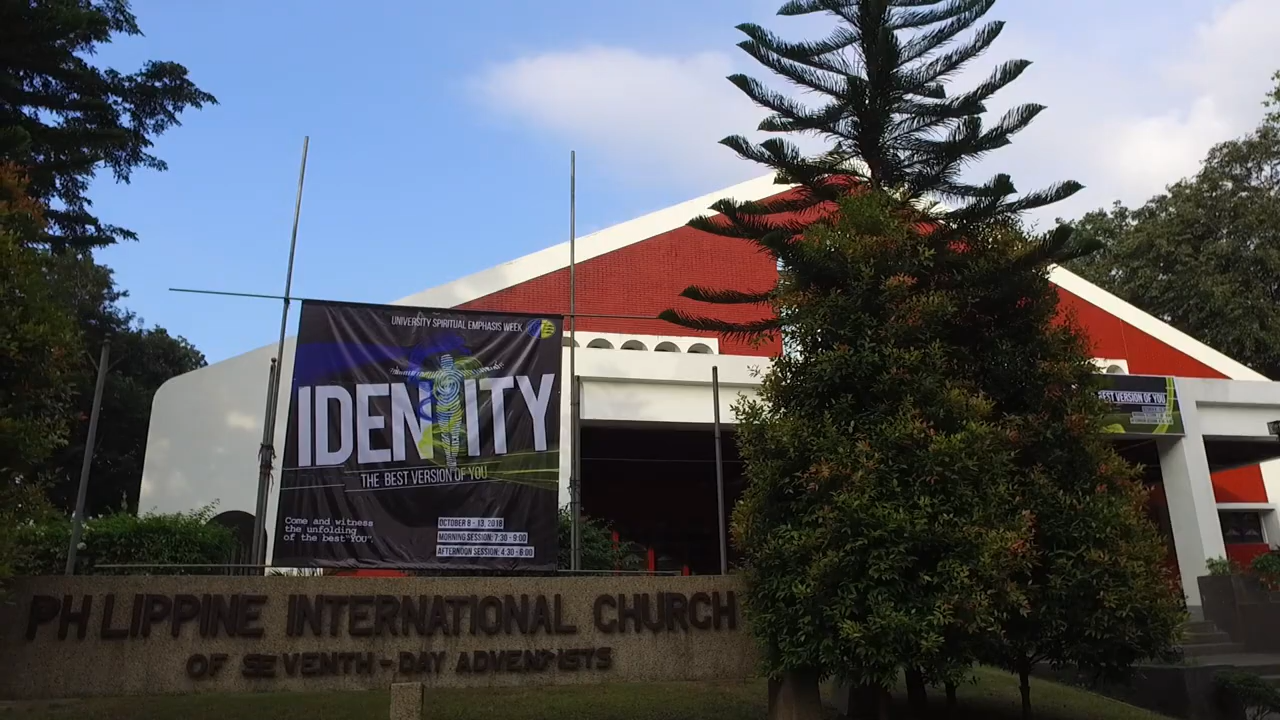 UNIVERSITY SPIRITUAL EMPHASIS WEEK
IDENTITY
THE BEST VERSION OF YOU
Come and witness
the unfolding
of the best "YOU".
OCTOBER 8 - 13, 2018
MORNING SESSION: 7:30 - 9:00
AFTERNOON SESSION: 4:30 - 6:00
BEST VERSION OF YOU
PH LIPPINE INTERNATIONAL CHURCH
OF SEVENTH-DAY ADVENTISTS